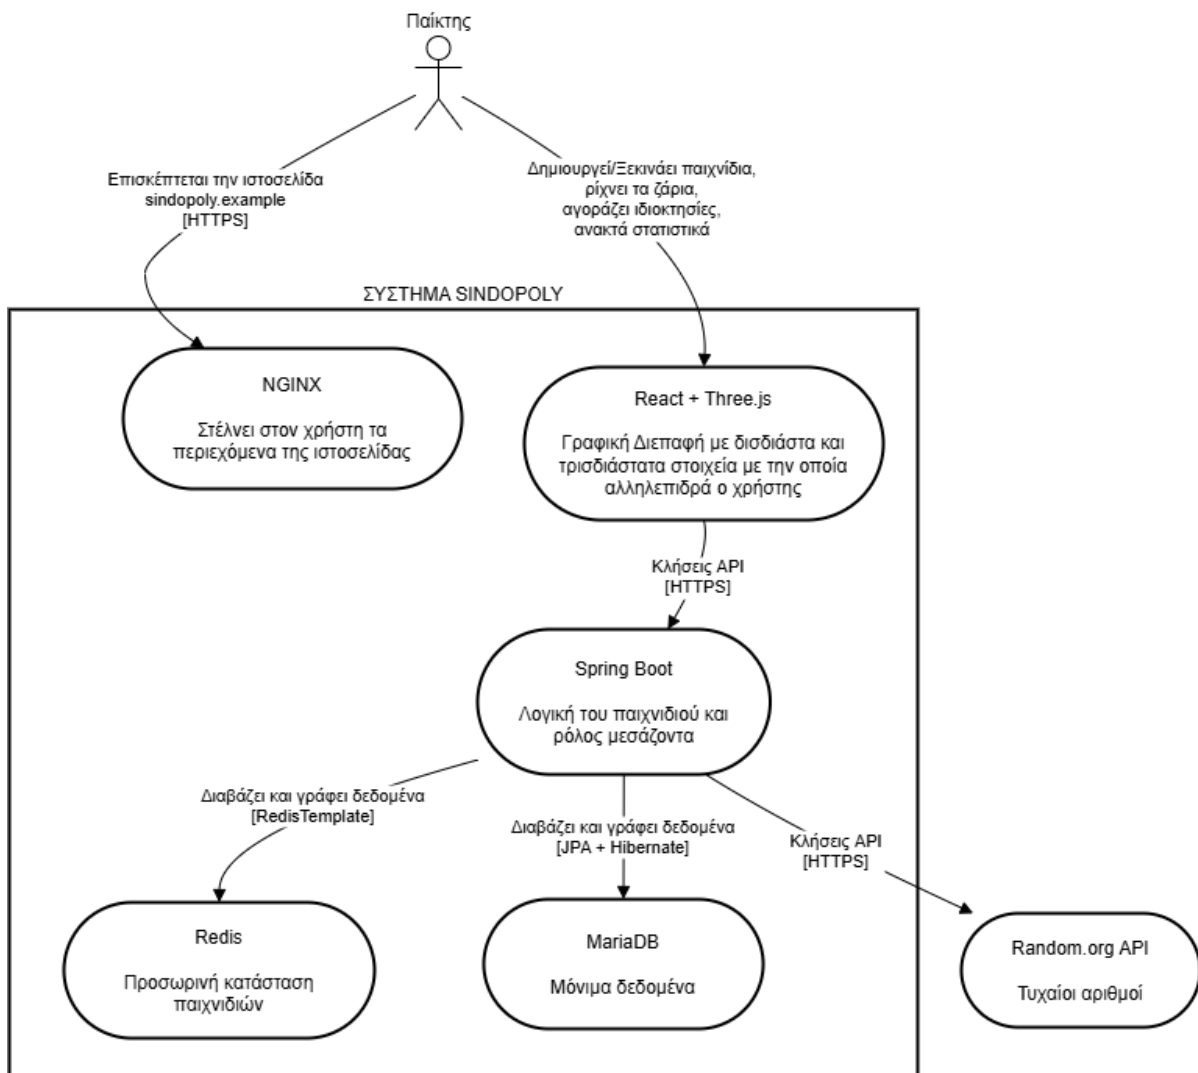 Παίκτης
Επισκέπτεται την ιστοσελίδα
sindopoly.example
[HTTPS]
Δημιουργεί/Ξεκινάει παιχνίδια,
ρίχνει τα ζάρια,
αγοράζει ιδιοκτησίες,
ανακτά στατιστικά
ΣΥΣΤΗΜΑ SINDOPOLY
NGINX
Στέλνει στον χρήστη τα
περιεχόμενα της ιστοσελίδας
React + Three.js
Γραφική Διεπαφή με δισδιάστα και
τρισδιάστατα στοιχεία με την οποία
αλληλεπιδρά ο χρήστης
Κλήσεις API
[HTTPS]
Spring Boot
Λογική του παιχνιδιού και
ρόλος μεσάζοντα
Διαβάζει και γράφει δεδομένα
[RedisTemplate]
Διαβάζει και γράφει δεδομένα
[JPA + Hibernate]
Κλήσεις API
[HTTPS]
Redis
Προσωρινή κατάσταση
παιχνιδιών
MariaDB
Μόνιμα δεδομένα
Random.org API
Τυχαίοι αριθμοί